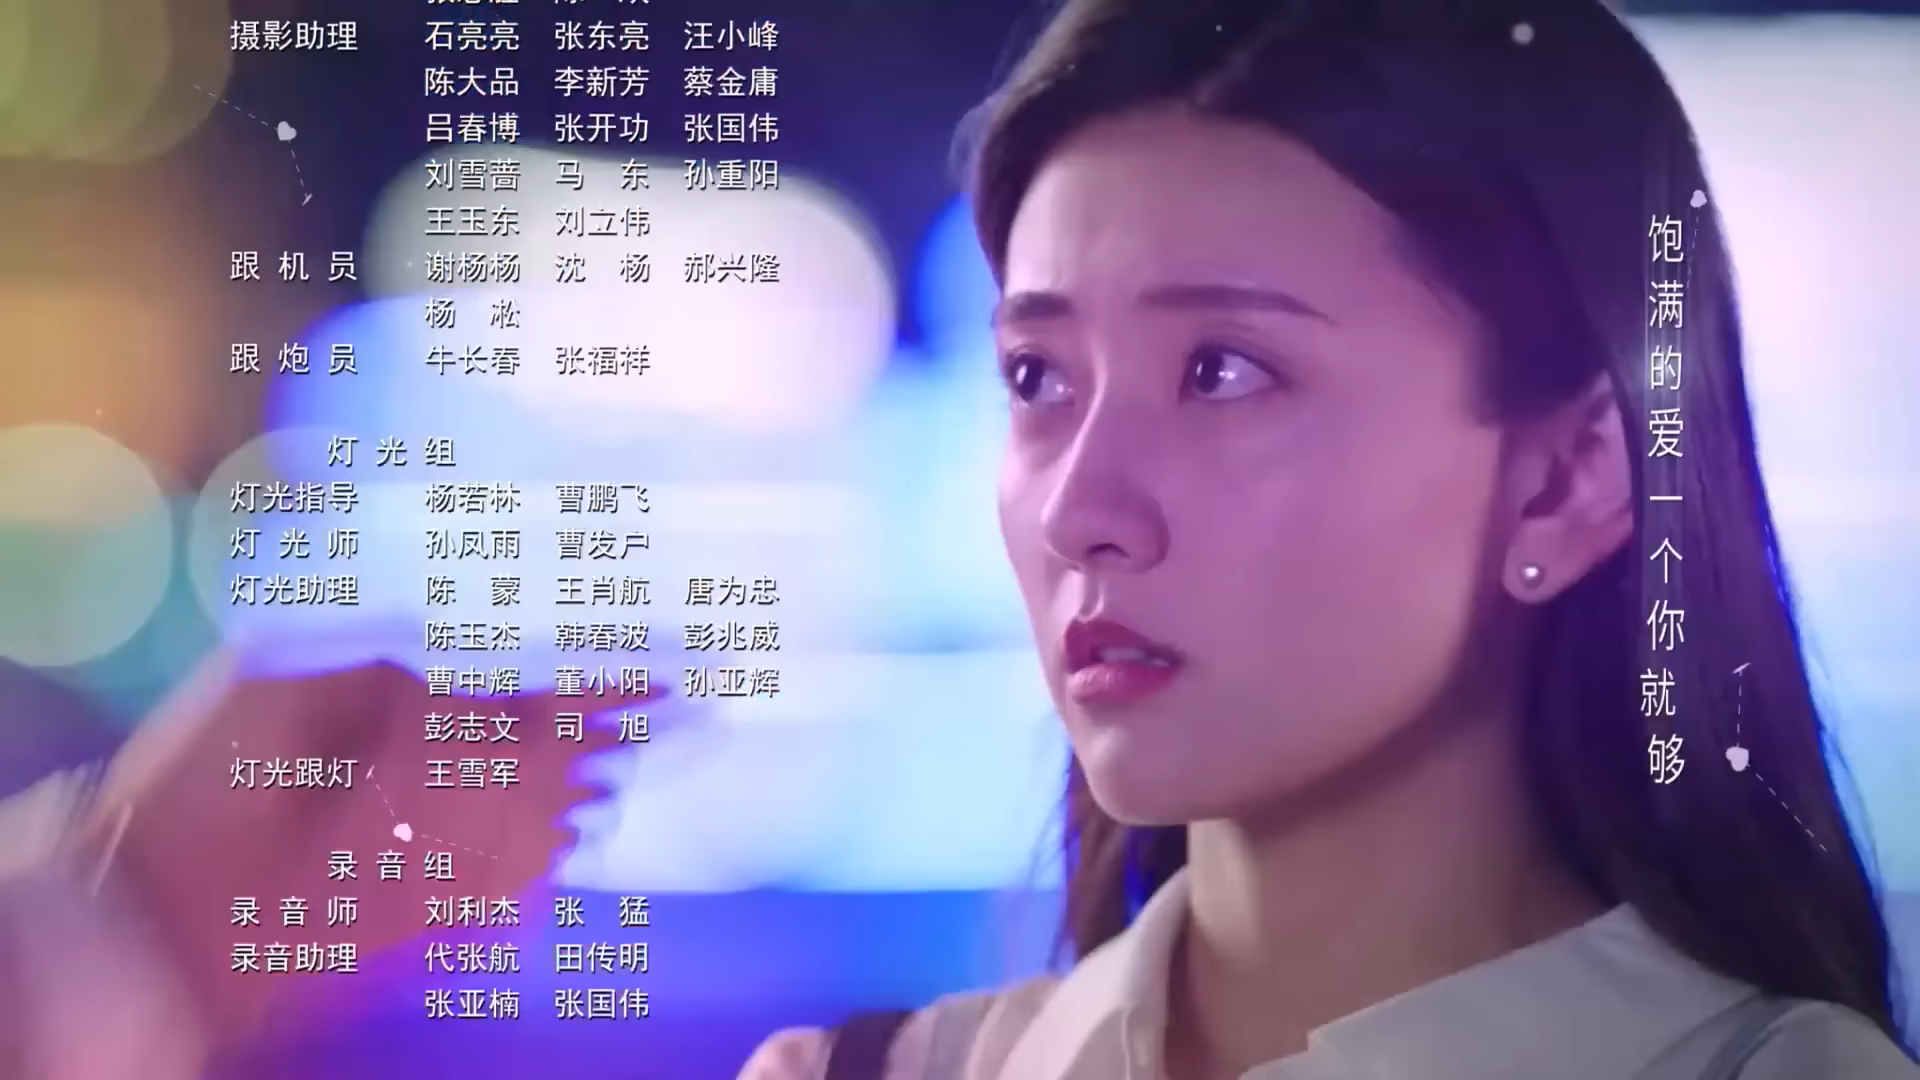 摄影助理 石亮亮 张东亮 汪小峰
陈大品 李新芳 蔡金庸
吕春博 张开功 张国伟
刘雪蔷 马 东 孙重阳
王玉东 刘立伟
跟机员 谢杨杨 沈 杨 郝兴隆
杨 凇
跟炮员 牛长春 张福祥
灯光组
灯光指导 杨若林 曹鹏飞
灯光师 孙凤雨 曹发户
灯光助理 陈 蒙 王肖航 唐为忠
陈玉杰 韩春波 彭兆威
曹中辉 董小阳 孙亚辉
彭志文 司 旭
灯光跟灯 王雪军
录音组
录音师 刘利杰 张 猛
录音助理 代张航 田传明
张亚楠 张国伟
饱满的爱一个你就够